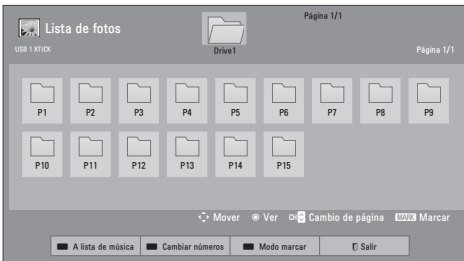 Página 1/1
Lista de fotos
USB 1 XTICK
Drive1
Página 1/1
P1 P2 P3 P4 P5 P6 P7 P8 P9
P10 P11 P12 P13 P14 P15
Mover Ver CH Cambio de página MARK Marcar
A lista de música Cambiar números Modo marcar Salir